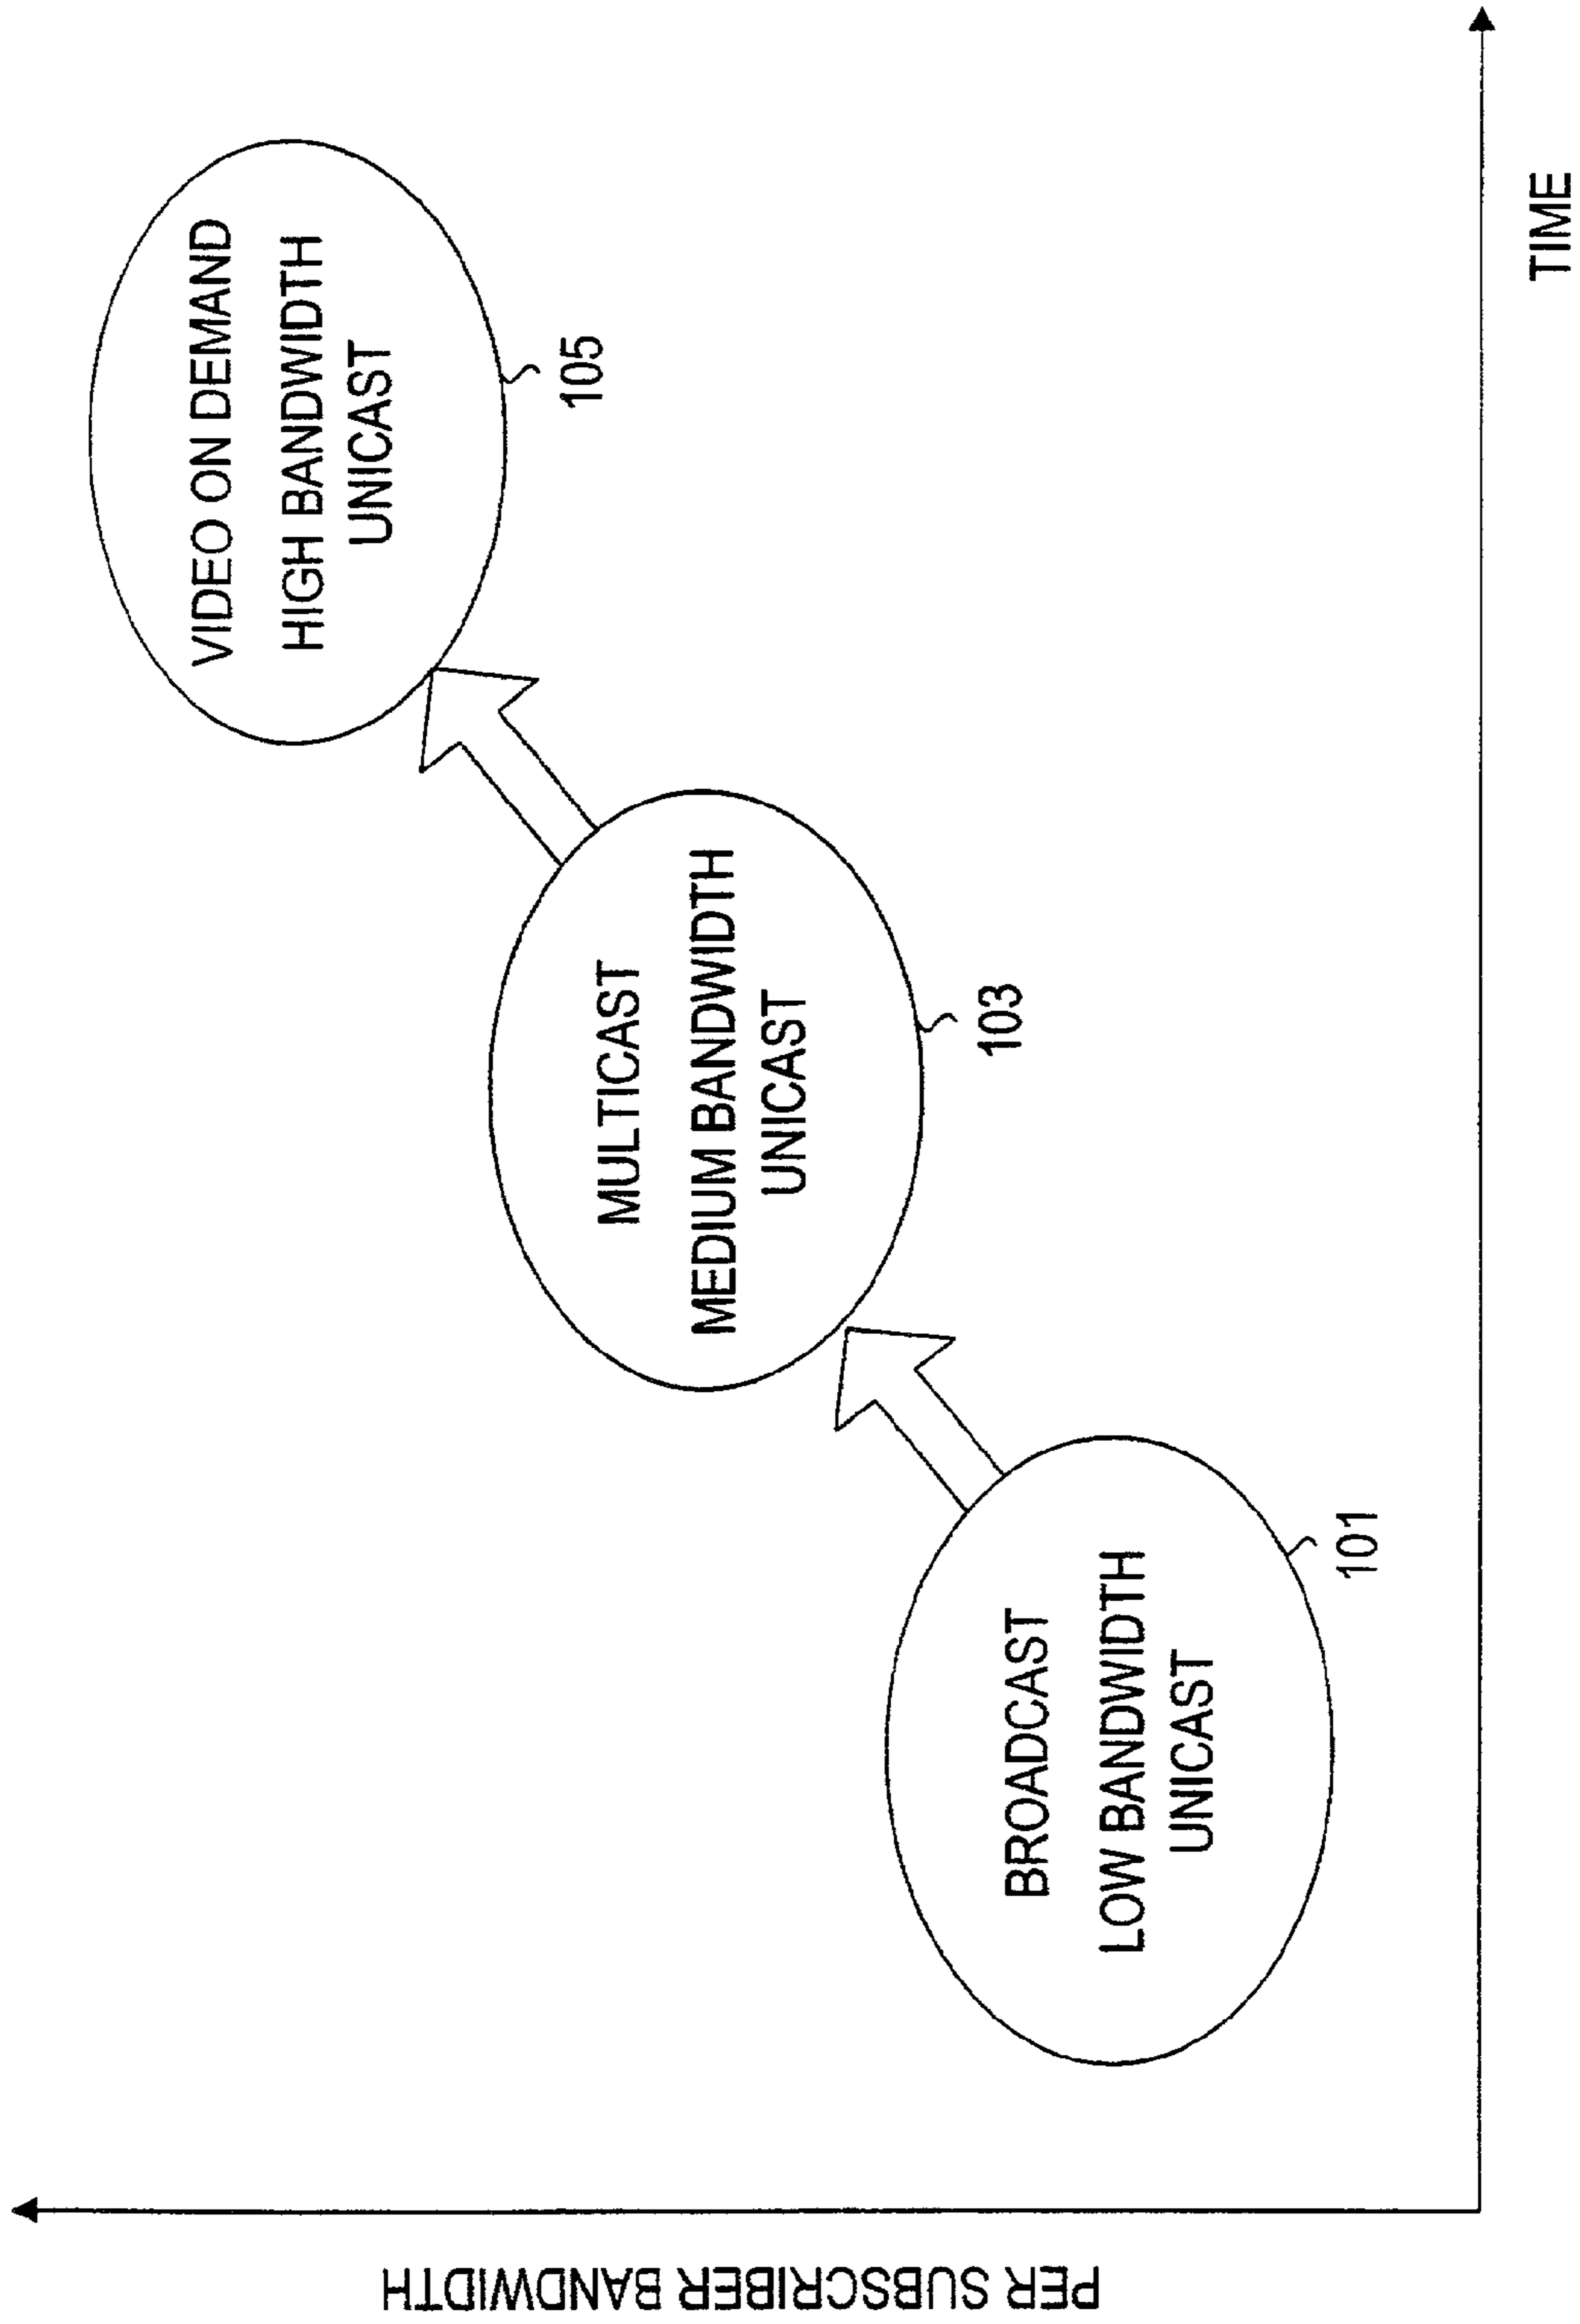 PER SUBSCRIBER BANDWIDTH
VIDEO ON DEMAND
HIGH BANDWIDTH
UNICAST
105
MULTICAST
MEDIUM BANDWIDTH
UNICAST
103
BROADCAST
LOW BANDWIDTH
UNICAST
101
TIME